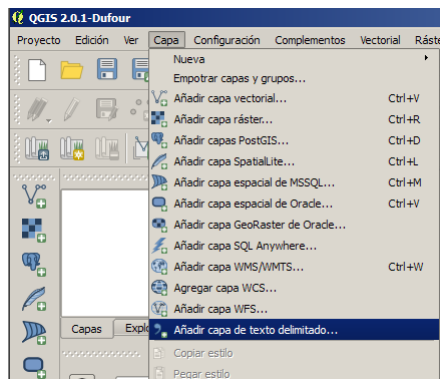 QGIS 2.0.1-Dufour
Proyecto Edición Ver Capa Configuración Complementos Vectorial Ráste
Nueva
Empotrar capas y grupos...
Añadir capa vectorial... Ctrl+V
Añadir capa ráster... Ctrl+R
Añadir capas PostGIS... Ctrl+D
Añadir capa SpatiaLite... Ctrl+L
Añadir capa espacial de MSSQL... Ctrl+M
Añadir capa espacial de Oracle... Ctrl+V
Añadir capa GeoRaster de Oracle...
Añadir capa SQL Anywhere...
Añadir capa WMS/WMTS... Ctrl+W
Agregar capa WCS...
Añadir capa WFS...
Capas Explo
Añadir capa de texto delimitado...
Copiar estilo
Pegar estilo